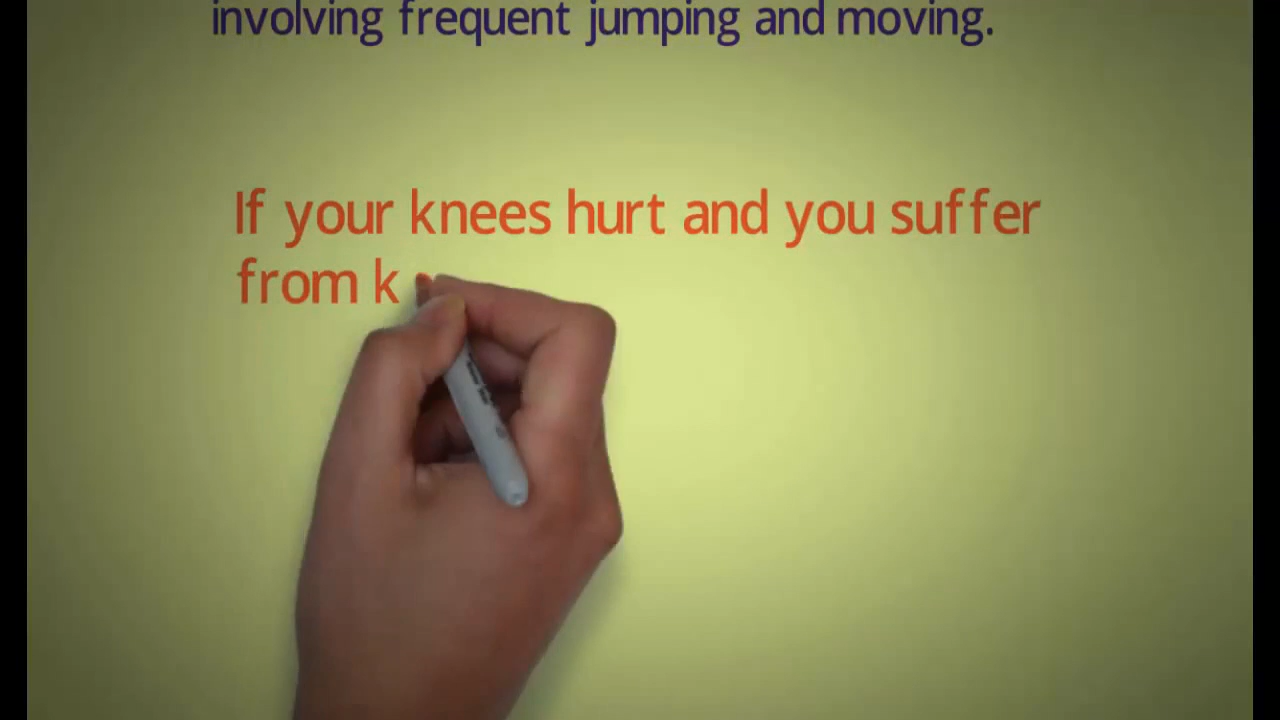 involving frequent jumping and moving.
If your knees hurt and you suffer
from k